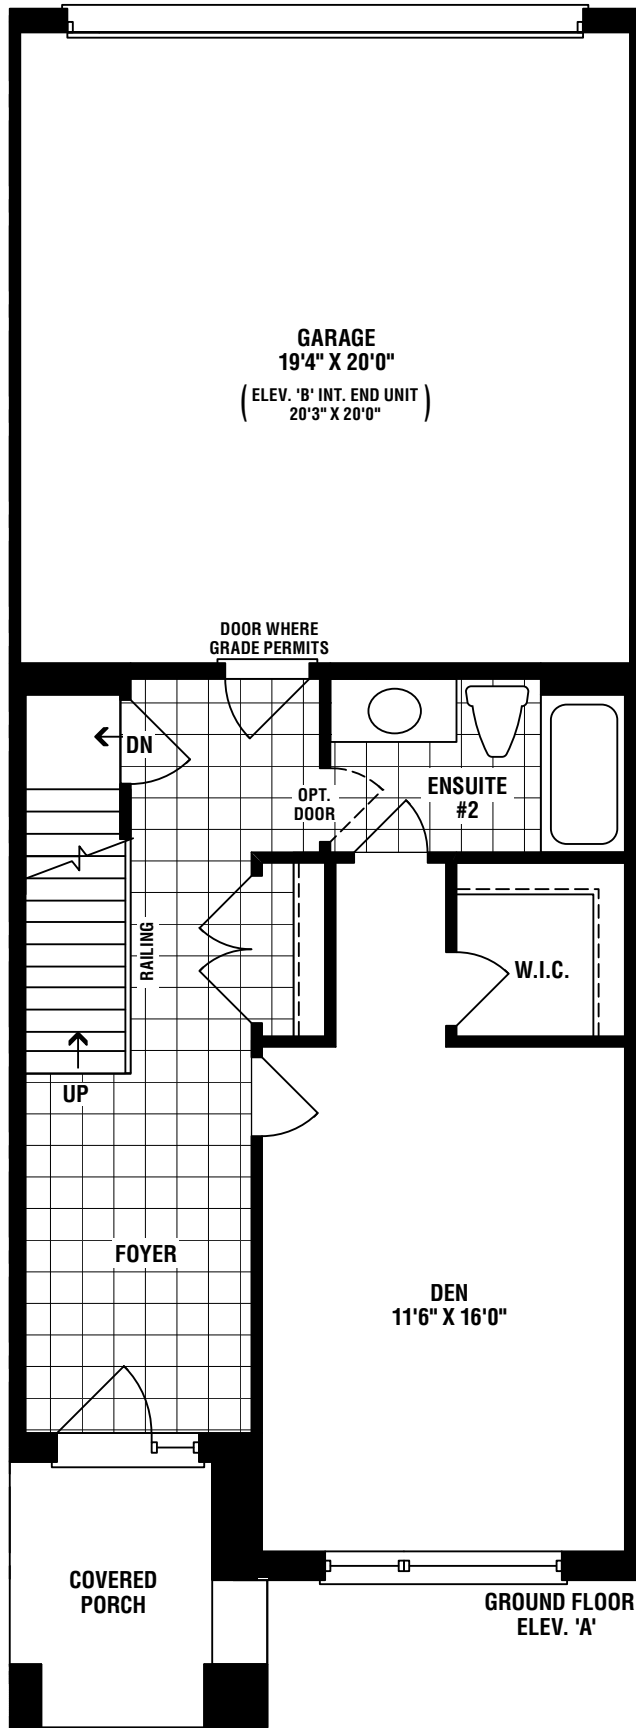 GARAGE
19'4" X 20'0"
( ELEV. 'B' INT. END UNIT
20'3" X 20'0" )
DOOR WHERE
GRADE PERMITS
DN
OPT.
DOOR
ENSUITE
#2
RAILING
W.I.C.
UP
FOYER
DEN
11'6" X 16'0"
COVERED
PORCH
GROUND FLOOR
ELEV. 'A'